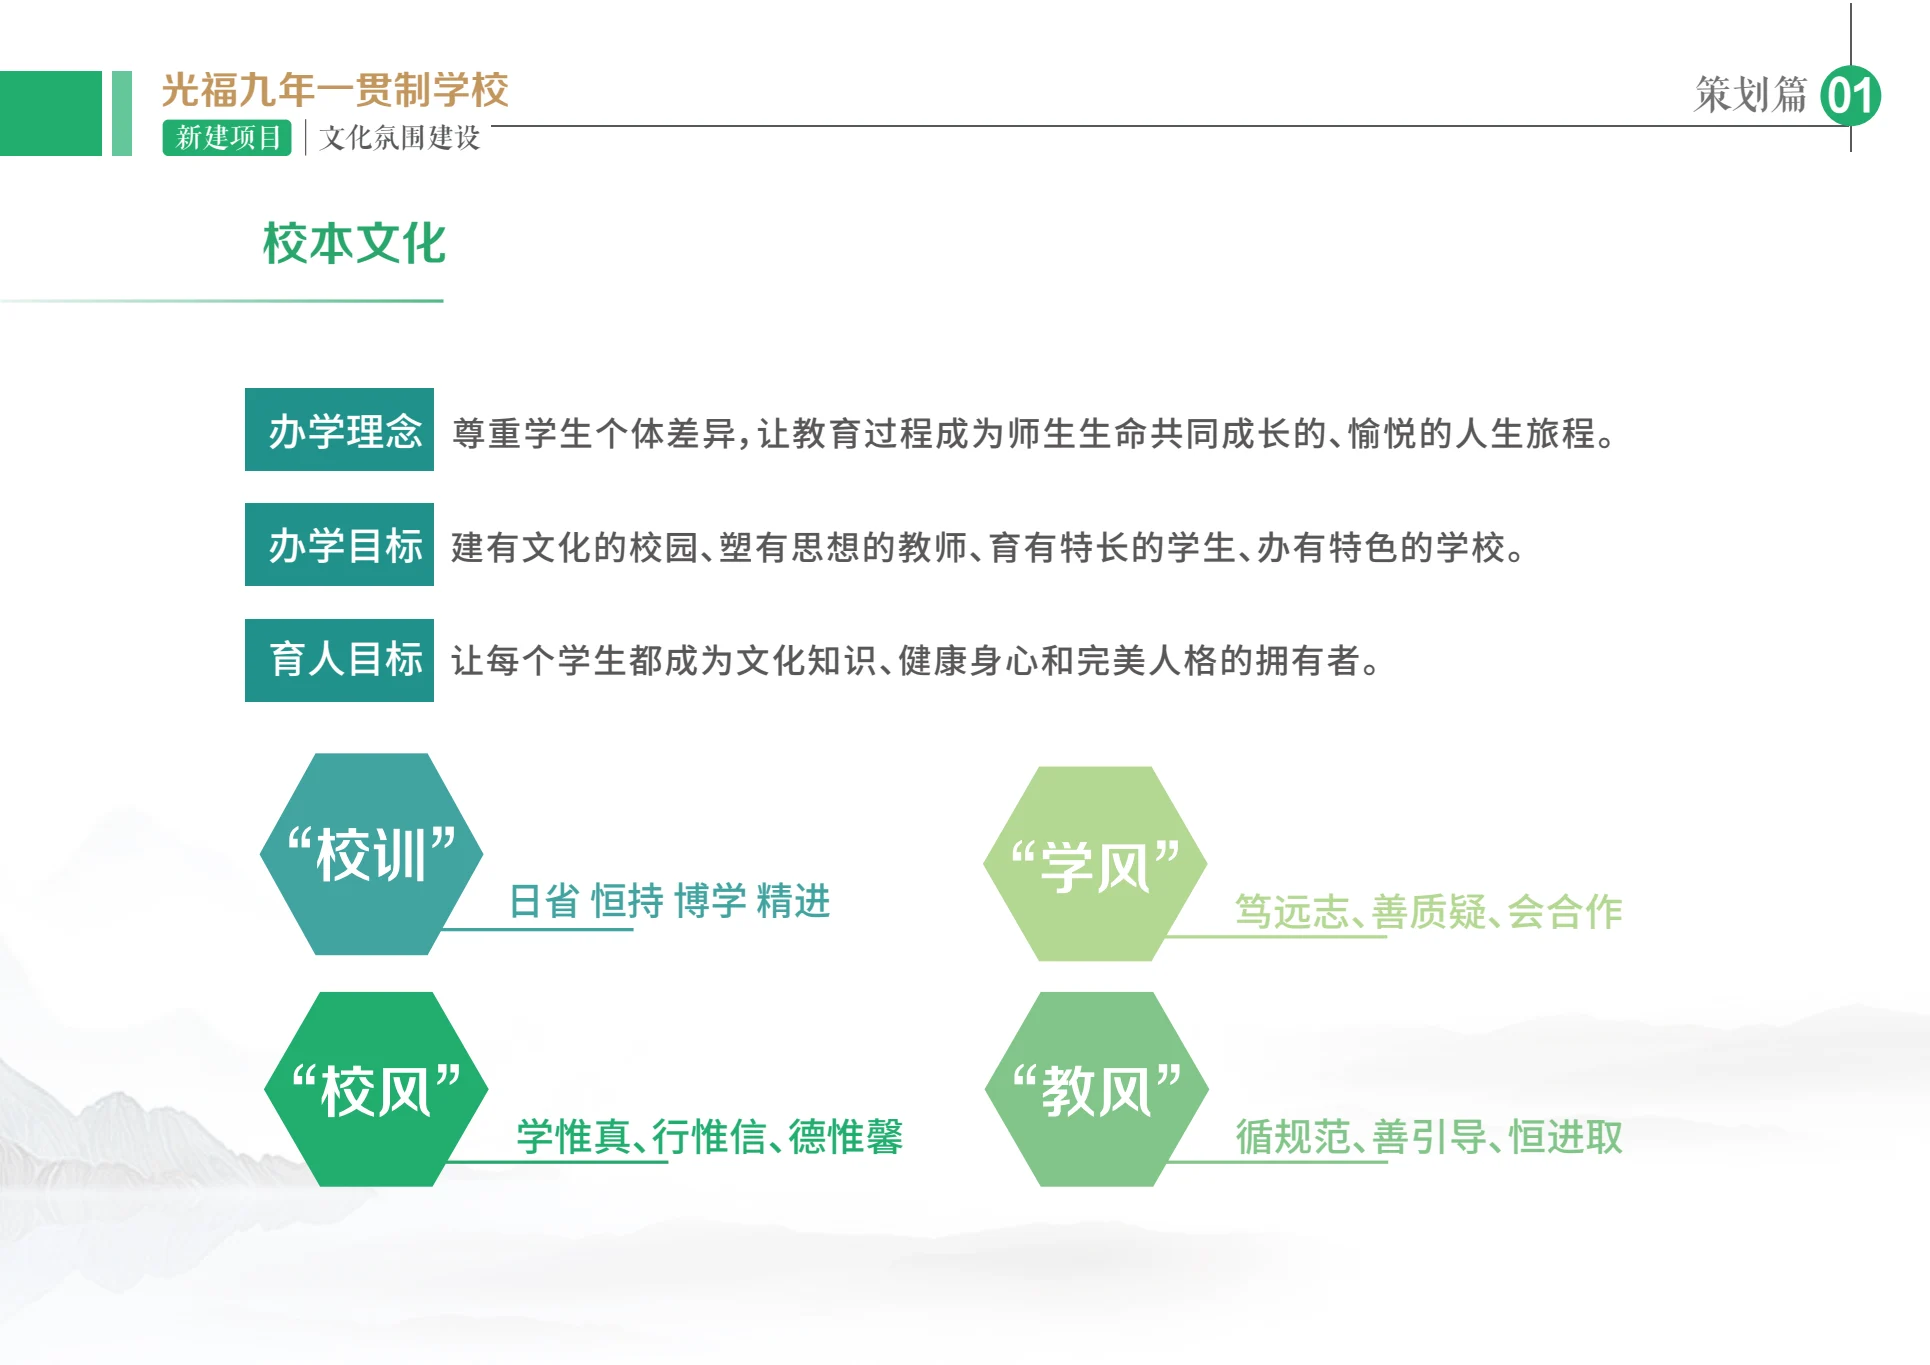 光福九年一贯制学校
新建项目 文化氛围建设
策划篇 01
校本文化
办学理念 尊重学生个体差异，让教育过程成为师生生命共同成长的、愉悦的人生旅程。
办学目标 建有文化的校园、塑有思想的教师、育有特长的学生、办有特色的学校。
育人目标 让每个学生都成为文化知识、健康身心和完美人格的拥有者。
“校训”
日省 恒持 博学 精进
“学风”
笃远志、善质疑、会合作
“校风”
学惟真、行惟信、德惟馨
“教风”
循规范、善引导、恒进取